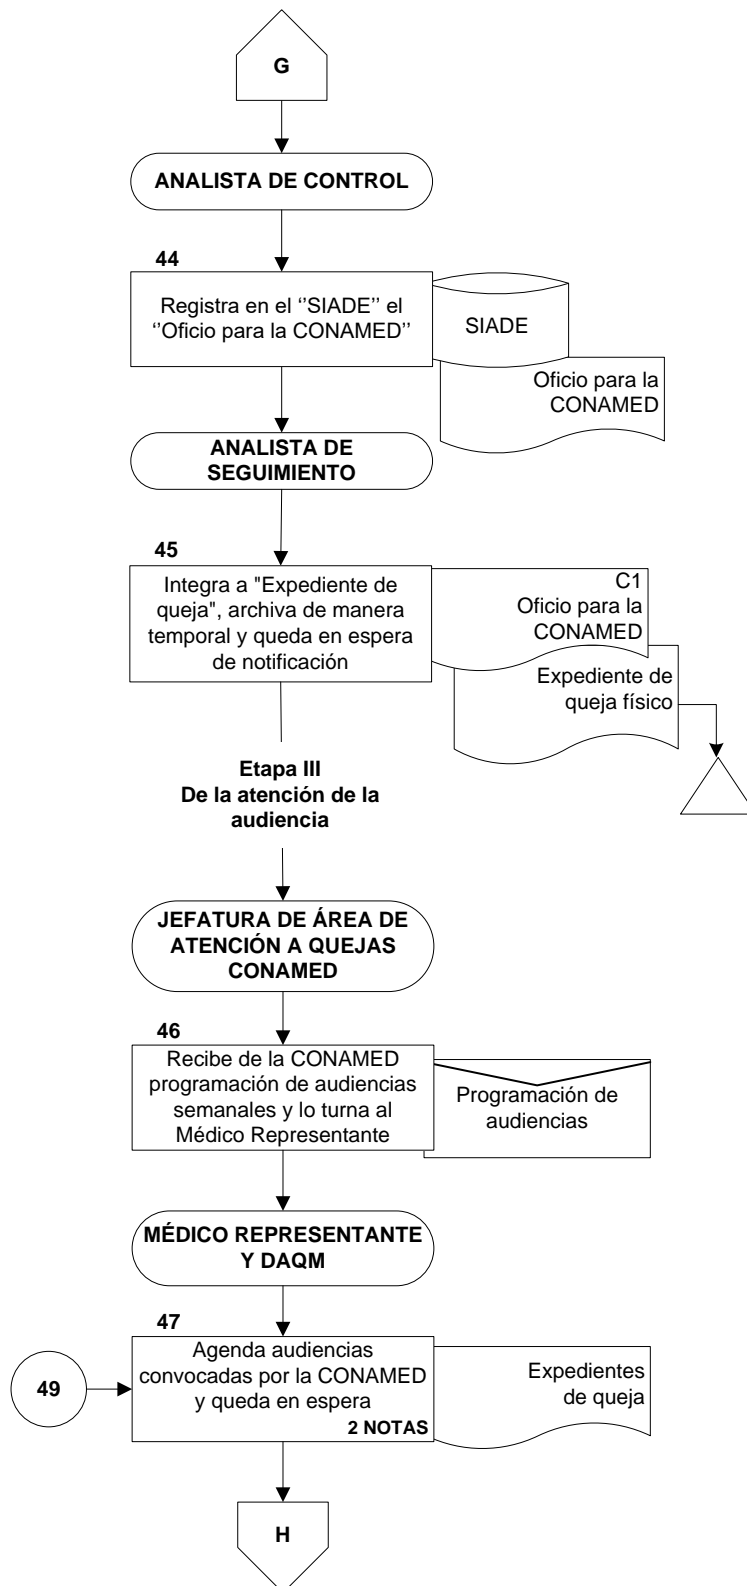 G
ANALISTA DE CONTROL
44
Registra en el ‘’SIADE’’ el
‘’Oficio para la CONAMED’’
SIADE
Oficio para la
CONAMED
ANALISTA DE
SEGUIMIENTO
45
Integra a "Expediente de
queja", archiva de manera
temporal y queda en espera
de notificación
C1
Oficio para la
CONAMED
Expediente de
queja físico
Etapa III
De la atención de la
audiencia
JEFATURA DE ÁREA DE
ATENCIÓN A QUEJAS
CONAMED
46
Recibe de la CONAMED
programación de audiencias
semanales y lo turna al
Médico Representante
Programación de
audiencias
MÉDICO REPRESENTANTE
Y DAQM
47
Agenda audiencias
convocadas por la CONAMED
y queda en espera
2 NOTAS
Expedientes
de queja
49
H